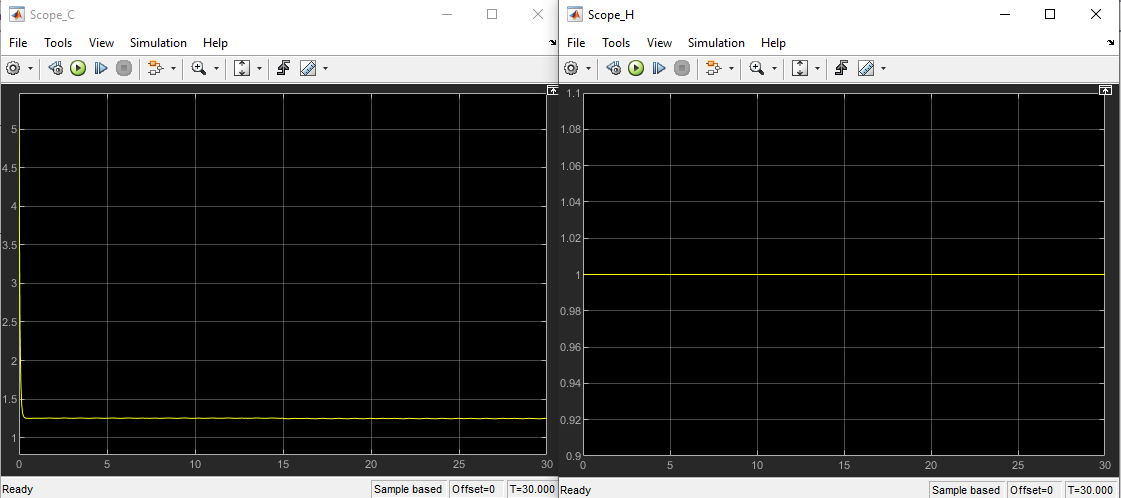 Scope_C
File Tools View Simulation Help
5
4.5
4
3.5
3
2.5
2
1.5
1
0 5 10 15 20 25 30
Ready Sample based Offset=0 T=30.000
Scope_H
File Tools View Simulation Help
1.1
1.08
1.06
1.04
1.02
1
0.98
0.96
0.94
0.92
0.9
0 5 10 15 20 25 30
Ready Sample based Offset=0 T=30.000